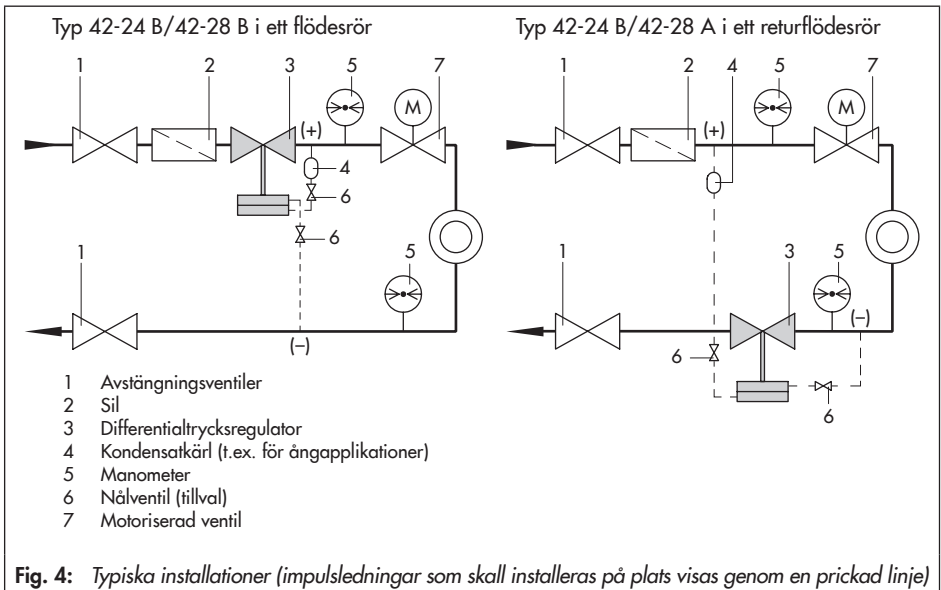 Typ 42-24 B/42-28 B i ett flödesrör
Typ 42-24 B/42-28 A i ett returflödesrör
1 2 3 5 7
M
(+)
4
6
6
1
5
(–)
1 2 4 5 7
M
(+)
1
3 5
(–)
6
6
1 Avstängningsventiler
2 Sil
3 Differentialtrycksregulator
4 Kondensatkärl (t.ex. för ångapplikationer)
5 Manometer
6 Nålventil (tillval)
7 Motoriserad ventil
Fig. 4: Typiska installationer (impulsledningar som skall installeras på plats visas genom en prickad linje)